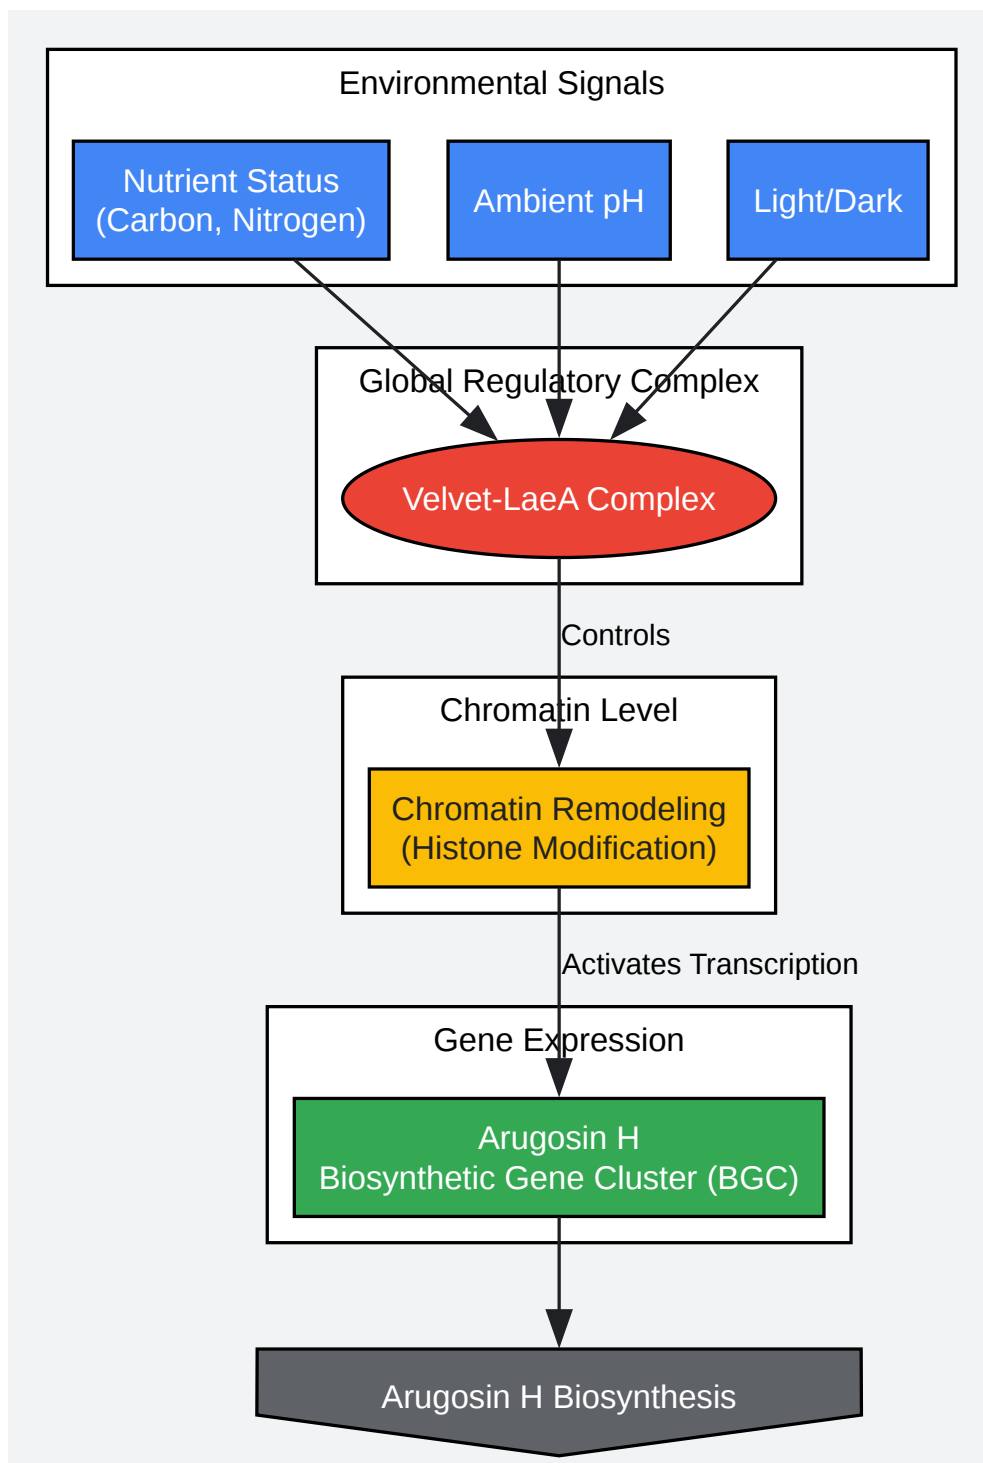 Environmental Signals
Nutrient Status
(Carbon, Nitrogen)
Ambient pH
Light/Dark
Global Regulatory Complex
Velvet-LaeA Complex
Controls
Chromatin Level
Chromatin Remodeling
(Histone Modification)
Activates Transcription
Gene Expression
Arugosin H
Biosynthetic Gene Cluster (BGC)
Arugosin H Biosynthesis